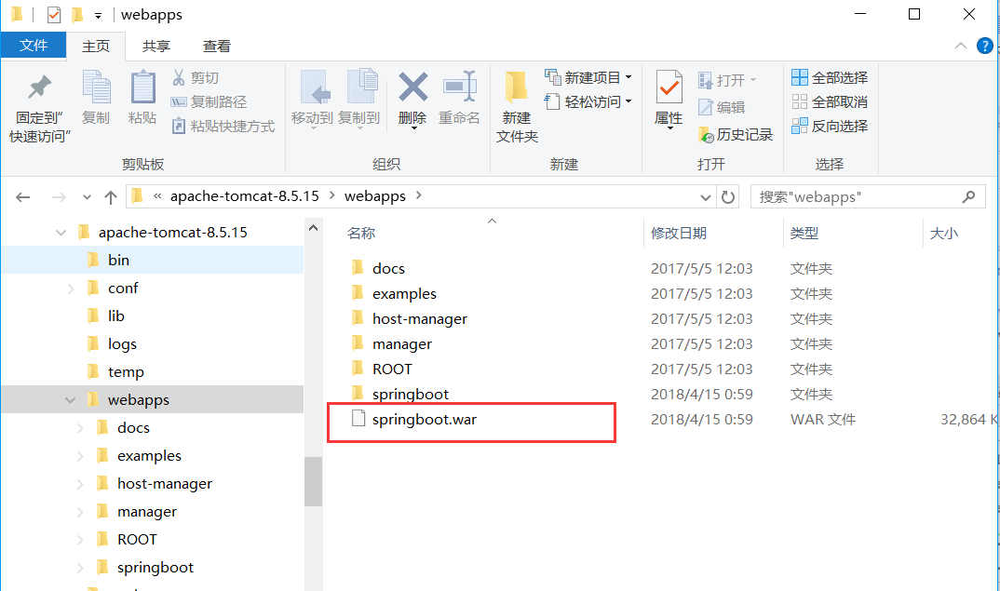 webapps
文件 主页 共享 查看
固定到"快速访问" 复制 粘贴 剪切 复制路径 粘贴快捷方式
剪贴板
移动到 复制到 删除 重命名
组织
新建文件夹 新建项目 轻松访问
新建
属性 打开 编辑 历史记录
打开
全部选择 全部取消 反向选择
选择
« apache-tomcat-8.5.15 > webapps >
搜索"webapps"
apache-tomcat-8.5.15
bin
conf
lib
logs
temp
webapps
docs
examples
host-manager
manager
ROOT
springboot
名称 修改日期 类型 大小
docs 2017/5/5 12:03 文件夹
examples 2017/5/5 12:03 文件夹
host-manager 2017/5/5 12:03 文件夹
manager 2017/5/5 12:03 文件夹
ROOT 2017/5/5 12:03 文件夹
springboot 2018/4/15 0:59 文件夹
springboot.war 2018/4/15 0:59 WAR 文件 32,864 K